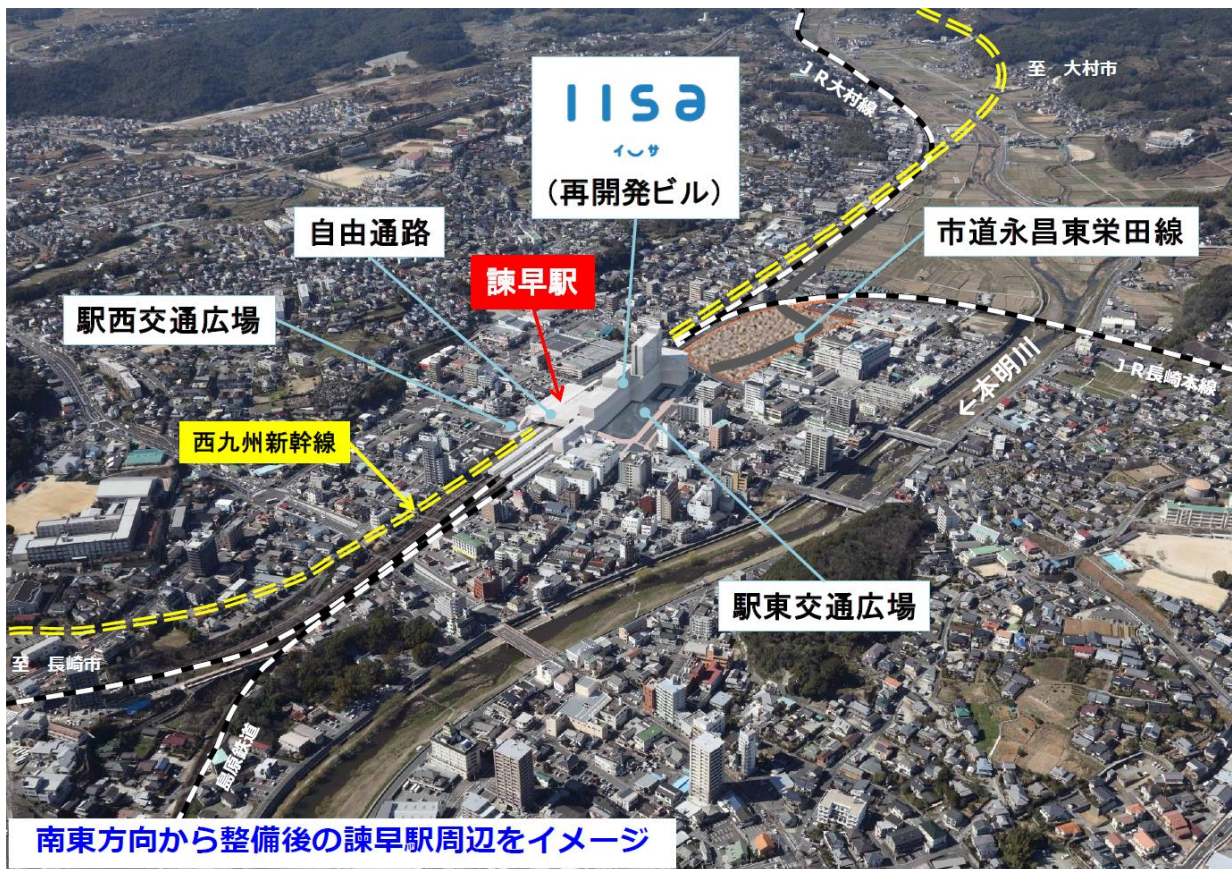 至 大村市
JR大村線
iisa
イーサ
(再開発ビル)
自由通路
市道永昌東栄田線
諫早駅
駅西交通広場
←本明川
JR長崎本線
西九州新幹線
駅東交通広場
至 長崎市
島原鉄道
南東方向から整備後の諫早駅周辺をイメージ